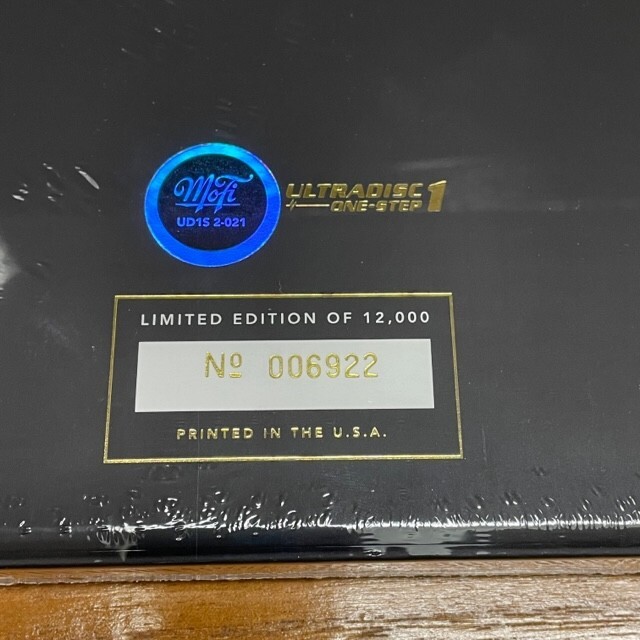 MoFi
UD1S 2-021
ULTRADISC
ONE-STEP 1
LIMITED EDITION OF 12,000
Nº 006922
PRINTED IN THE U.S.A.